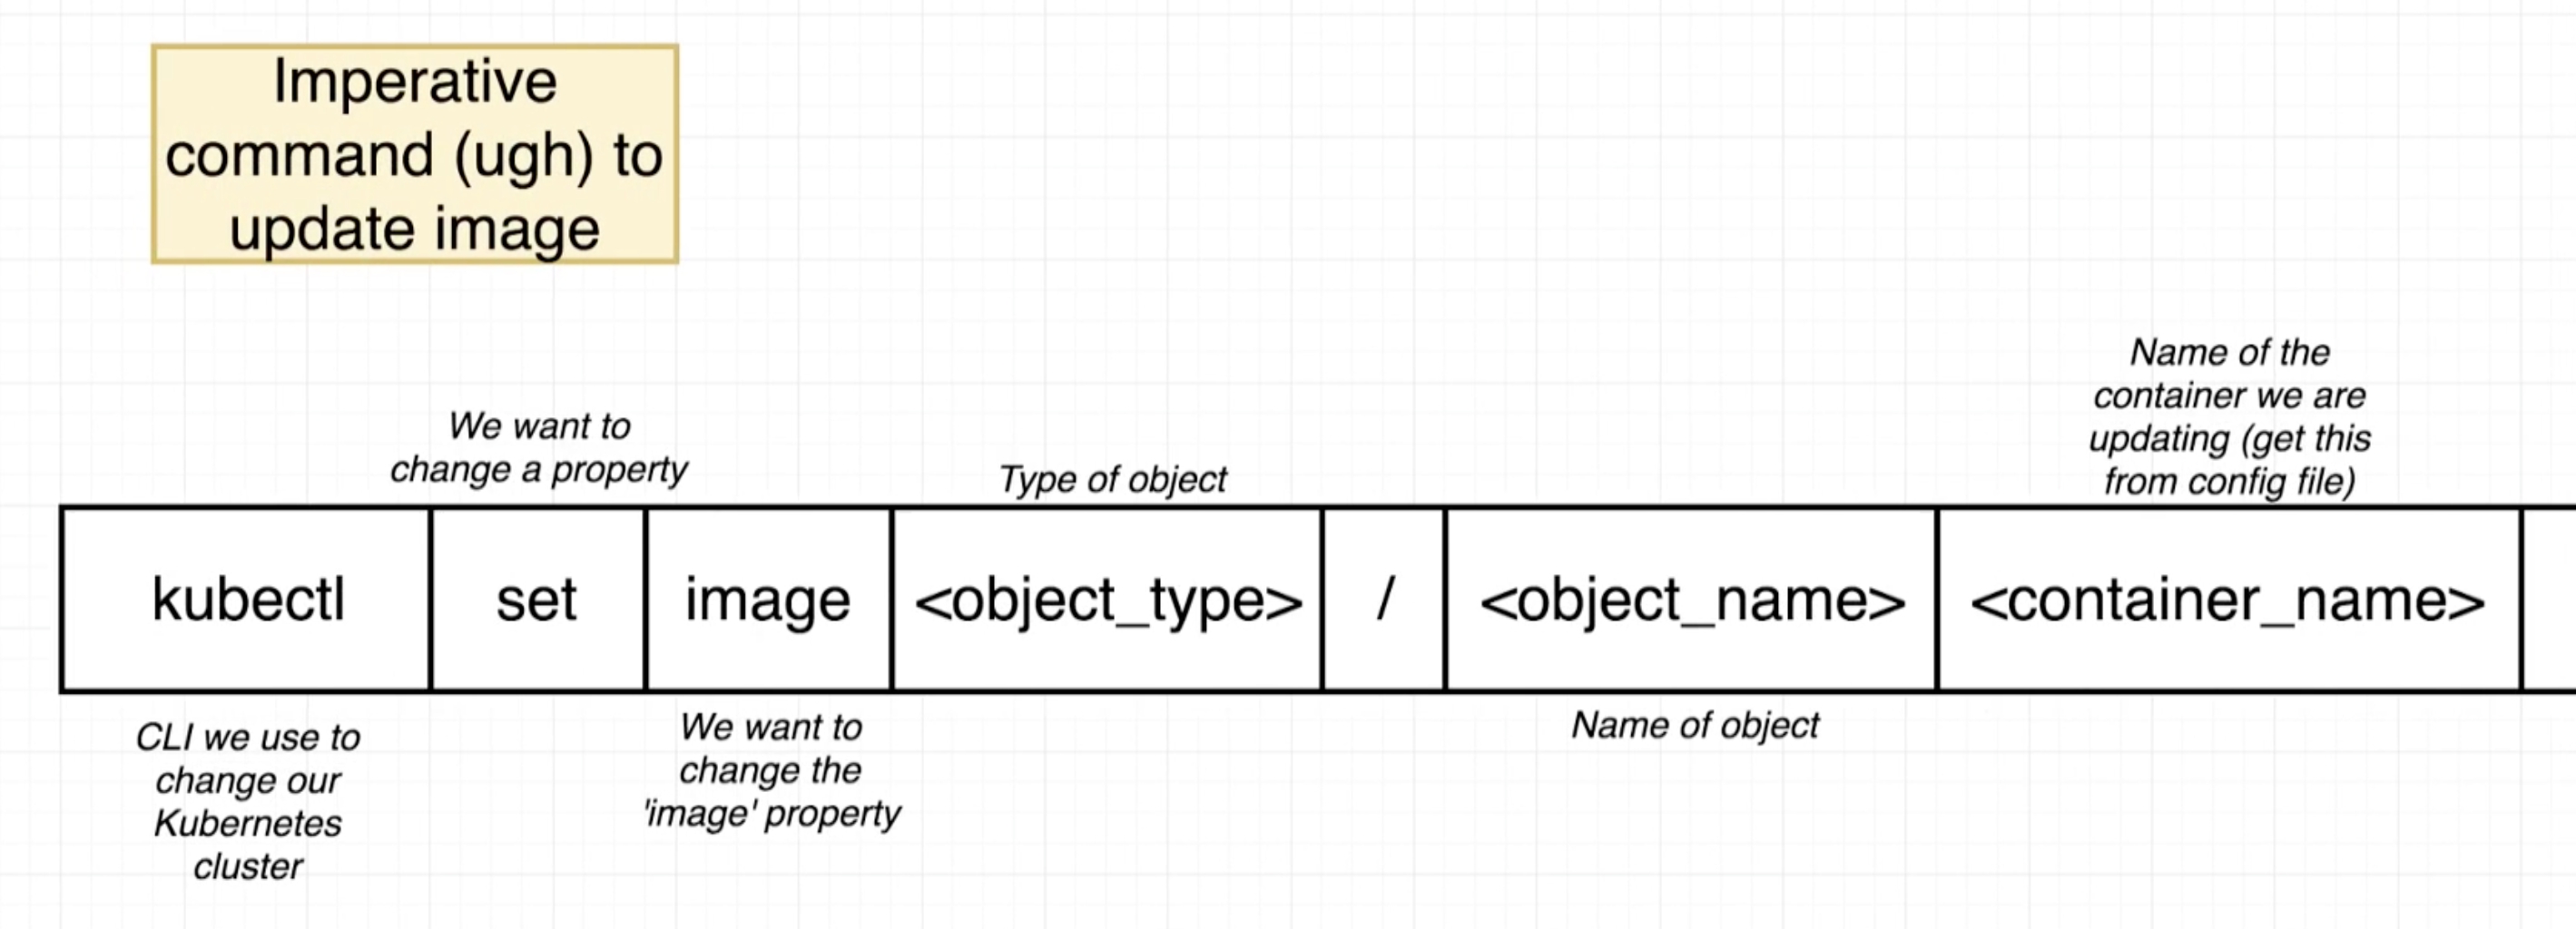 Imperative
command (ugh) to
update image
We want to
change a property
Type of object
Name of the
container we are
updating (get this
from config file)
kubectl set image <object_type> / <object_name> <container_name>
CLI we use to
change our
Kubernetes
cluster
We want to
change the
'image' property
Name of object